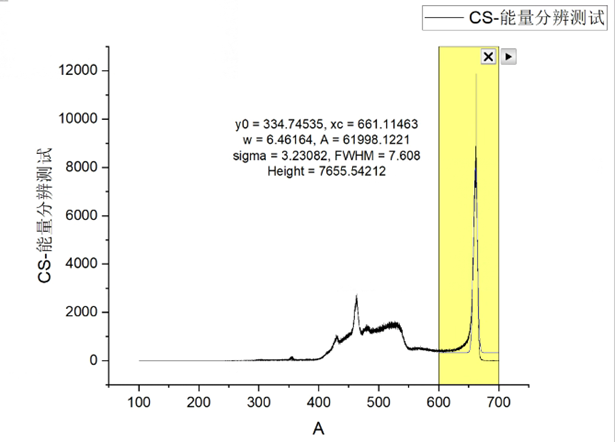 CS-能量分辨测试
y0 = 334.74535, xc = 661.11463
w = 6.46164, A = 61998.1221
sigma = 3.23082, FWHM = 7.608
Height = 7655.54212
CS-能量分辨测试
12000
10000
8000
6000
4000
2000
0
100 200 300 400 500 600 700
A